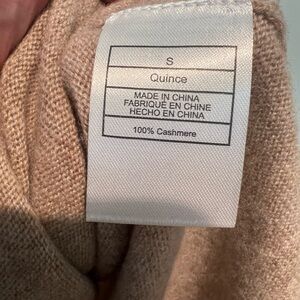 S
Quince
MADE IN CHINA
FABRIQUÉ EN CHINE
HECHO EN CHINA
100% Cashmere